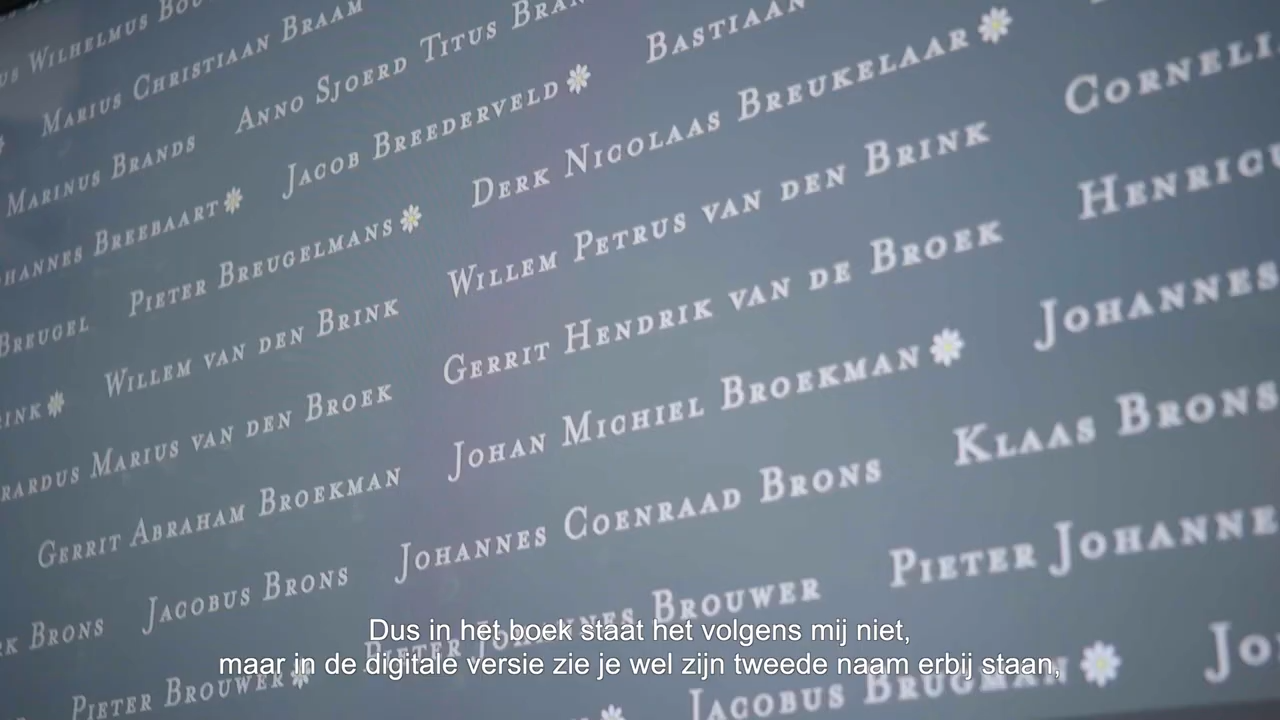 WILHELMUS
MARIUS CHRISTIAAN BRAAM
MARINUS BRANDS ANNO SJOERD TITUS
BREEBAART JACOB BREEDERVELD BASTIAAN
BREUGEL PIETER BREUGELMANS DERK NICOLAAS BREUKELAAR
WILLEM VAN DEN BRINK WILLEM PETRUS VAN DEN BRINK
MARIUS VAN DEN BROEK GERRIT HENDRIK VAN DE BROEK
GERRIT ABRAHAM BROEKMAN JOHAN MICHIEL BROEKMAN JOHANNES
BRONS JACOBUS BRONS JOHANNES COENRAAD BRONS KLAAS BRONS
PIETER BROUWER PIETER JOHANNES BROUWER PIETER
JACOBUS BRUGMAN
Dus in het boek staat het volgens mij niet,
maar in de digitale versie zie je wel zijn tweede naam erbij staan,